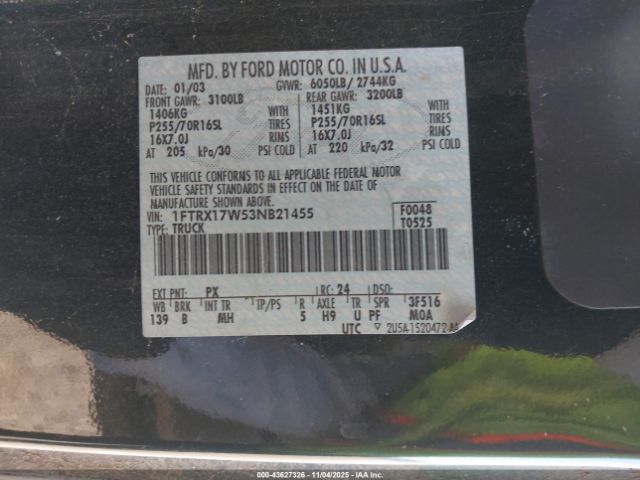 MFD. BY FORD MOTOR CO. IN U.S.A.
DATE: 01/03 GVWR: 6050LB/ 2744KG
FRONT GAWR: 3100LB REAR GAWR: 3200LB
1406KG WITH 1451KG WITH
P255/70R16SL TIRES P255/70R16SL TIRES
16X7.0J RIMS 16X7.0J RIMS
AT 205 kPa/30 PSI COLD AT 220 kPa/32 PSI COLD
THIS VEHICLE CONFORMS TO ALL APPLICABLE FEDERAL MOTOR
VEHICLE SAFETY STANDARDS IN EFFECT ON THE DATE OF
MANUFACTURE SHOWN ABOVE.
VIN: 1FTRX17W53NB21455 F0048
TYPE: TRUCK T0525
EXT PNT: PX RC: 24 DSO:
WB BRK INT TR TP/PS R AXLE TR SPR 3F516
139 B MH 5 H9 U PF M0A
UTC 2U5A-1520472-AA
000-43627326 - 11/04/2025 - IAAI.com